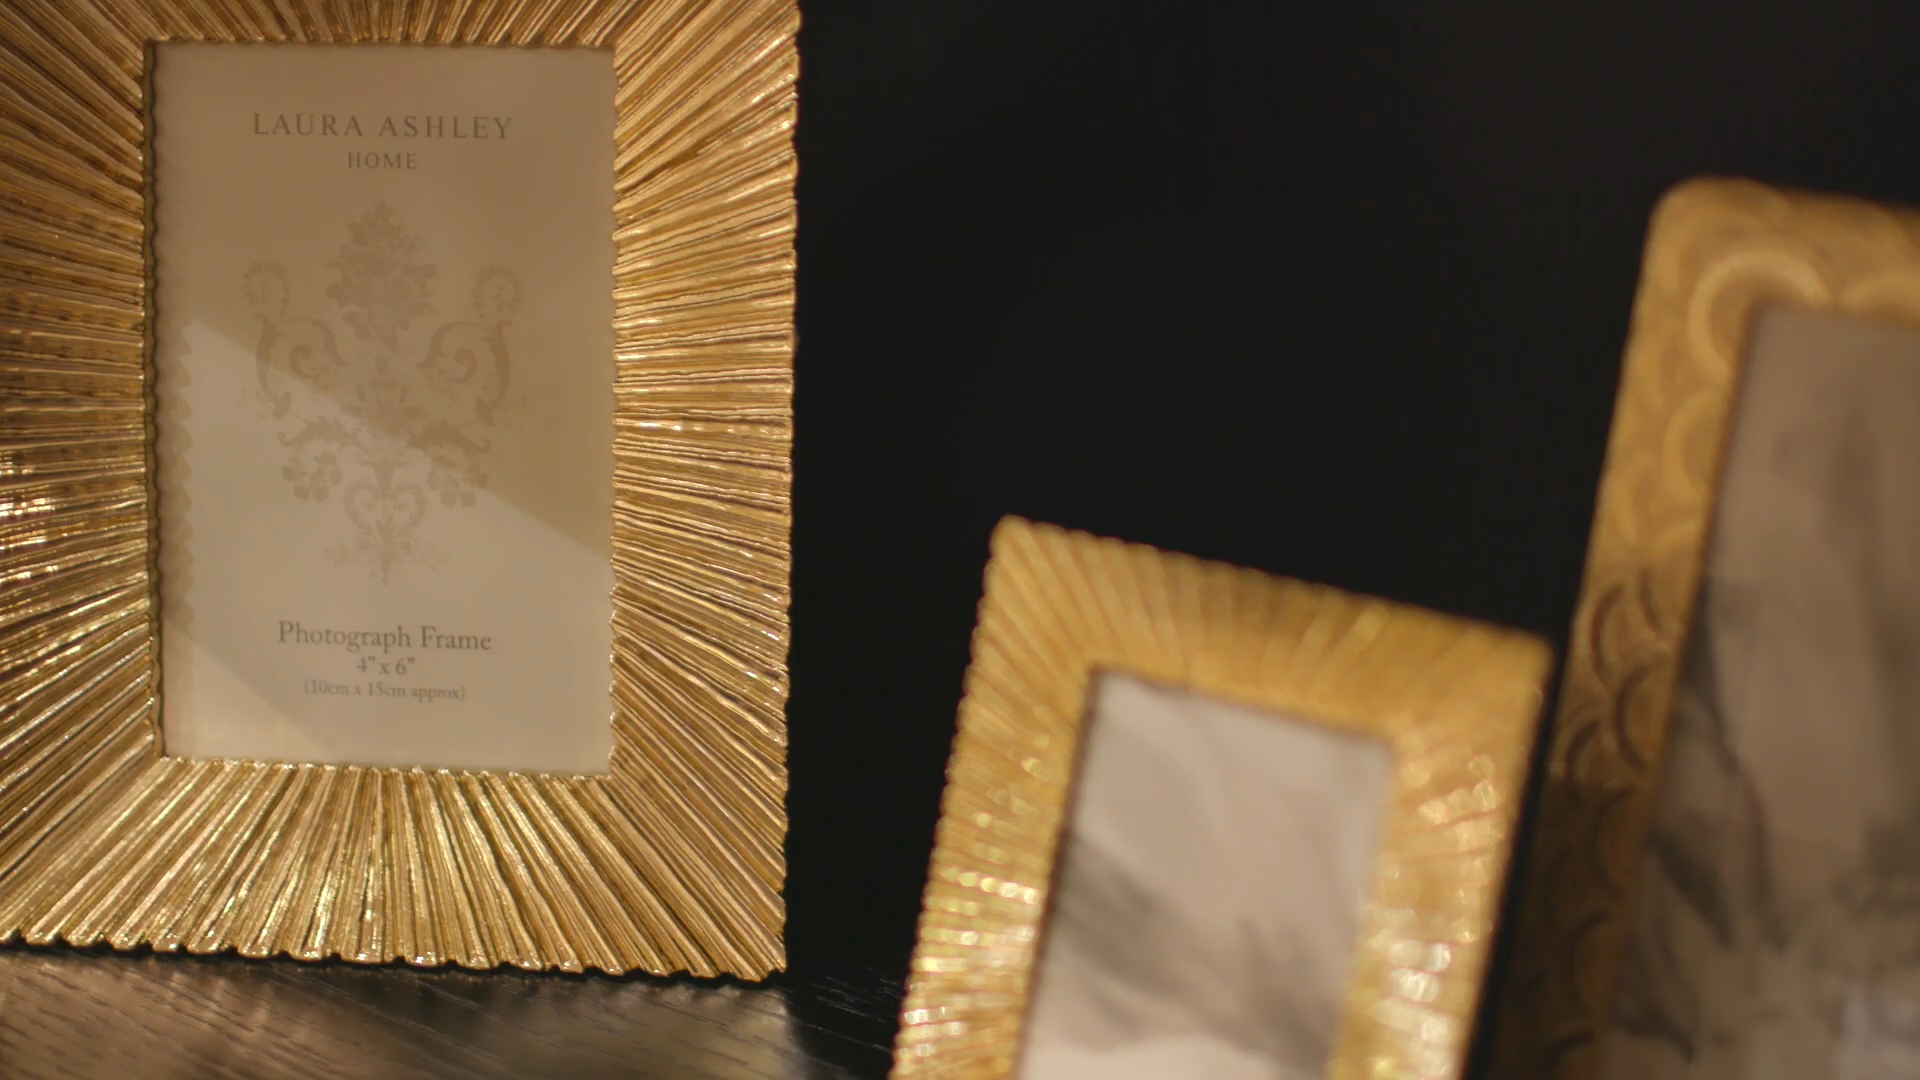 LAURA ASHLEY
HOME
Photograph Frame
4" x 6"
(10cm x 15cm approx)